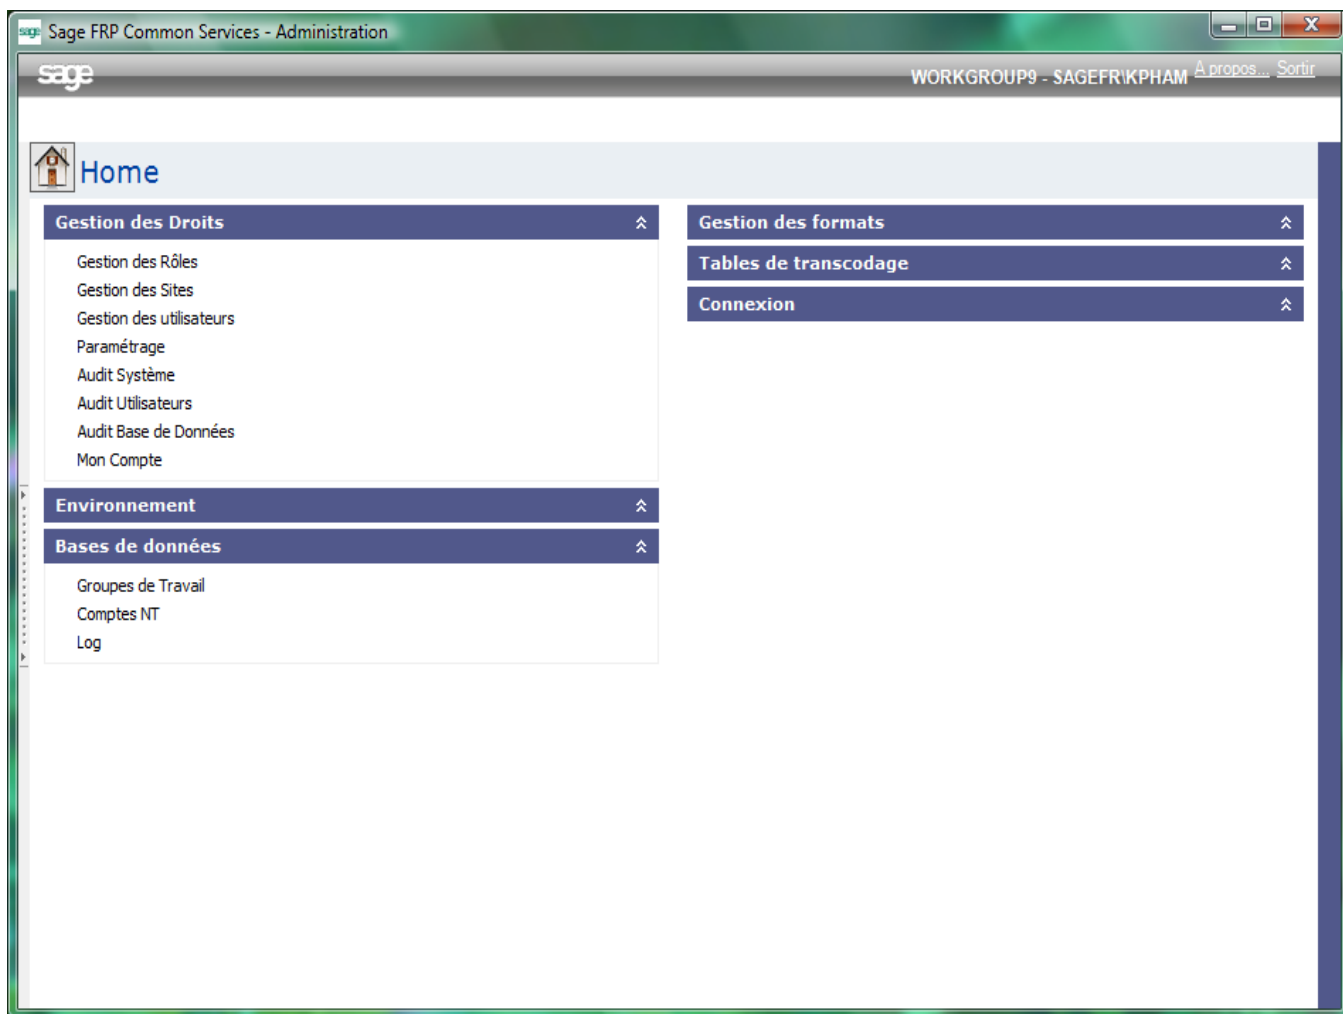 sage Sage FRP Common Services - Administration
sage
WORKGROUP9 - SAGEFR\KPHAM A propos... Sortir
Home
Gestion des Droits
Gestion des Rôles
Gestion des Sites
Gestion des utilisateurs
Paramétrage
Audit Système
Audit Utilisateurs
Audit Base de Données
Mon Compte
Environnement
Bases de données
Groupes de Travail
Comptes NT
Log
Gestion des formats
Tables de transcodage
Connexion